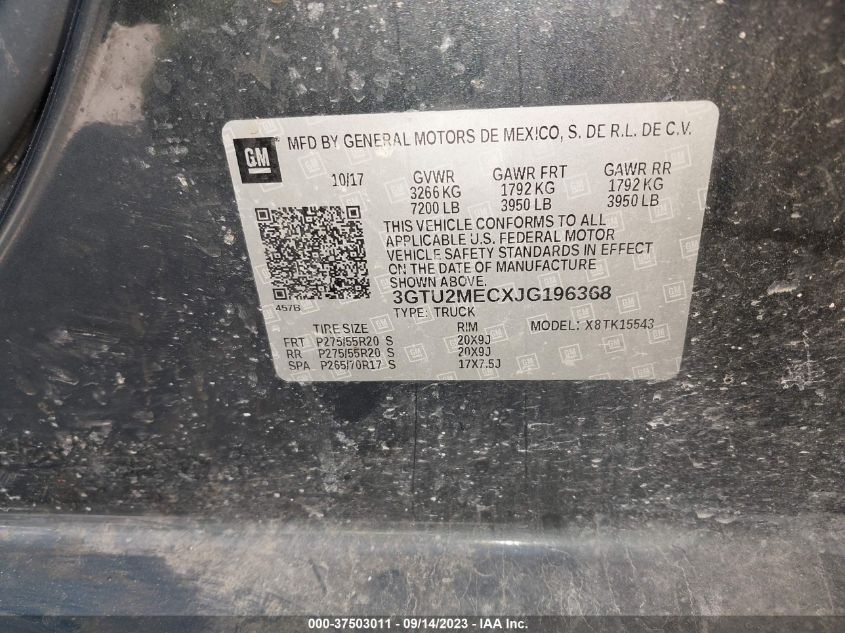 GM
MFD BY GENERAL MOTORS DE MEXICO, S. DE R.L. DE C.V.
10/17 GVWR GAWR FRT GAWR RR
3266 KG 1792 KG 1792 KG
7200 LB 3950 LB 3950 LB
THIS VEHICLE CONFORMS TO ALL
APPLICABLE U.S. FEDERAL MOTOR
VEHICLE SAFETY STANDARDS IN EFFECT
ON THE DATE OF MANUFACTURE
SHOWN ABOVE.
457B 3GTU2MECXJG196368
TYPE: TRUCK
TIRE SIZE RIM MODEL: X8TK15543
FRT P275/55R20 S 20X9J
RR P275/55R20 S 20X9J
SPA P265/70R17 S 17X7.5J
000-37503011 - 09/14/2023 - IAA Inc.